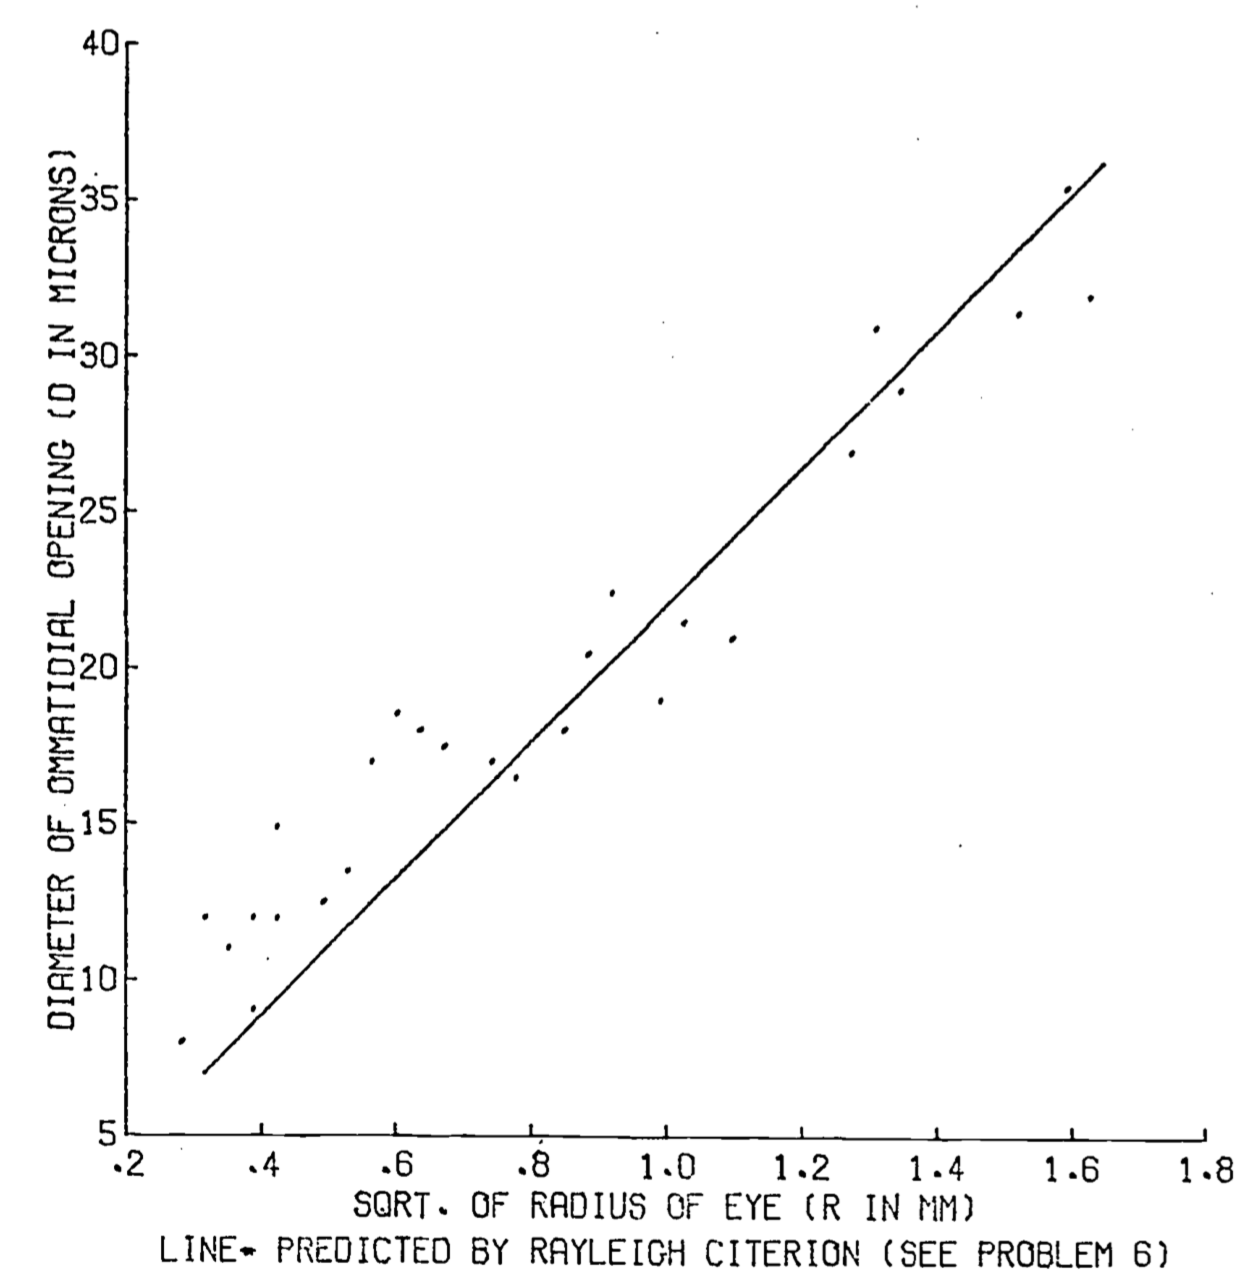 40
35
30
25
20
15
10
5
DIAMETER OF OMMATIDIAL OPENING (D IN MICRONS)
.2 .4 .6 .8 1.0 1.2 1.4 1.6 1.8
SQRT. OF RADIUS OF EYE (R IN MM)
LINE- PREDICTED BY RAYLEIGH CITERION (SEE PROBLEM 6)